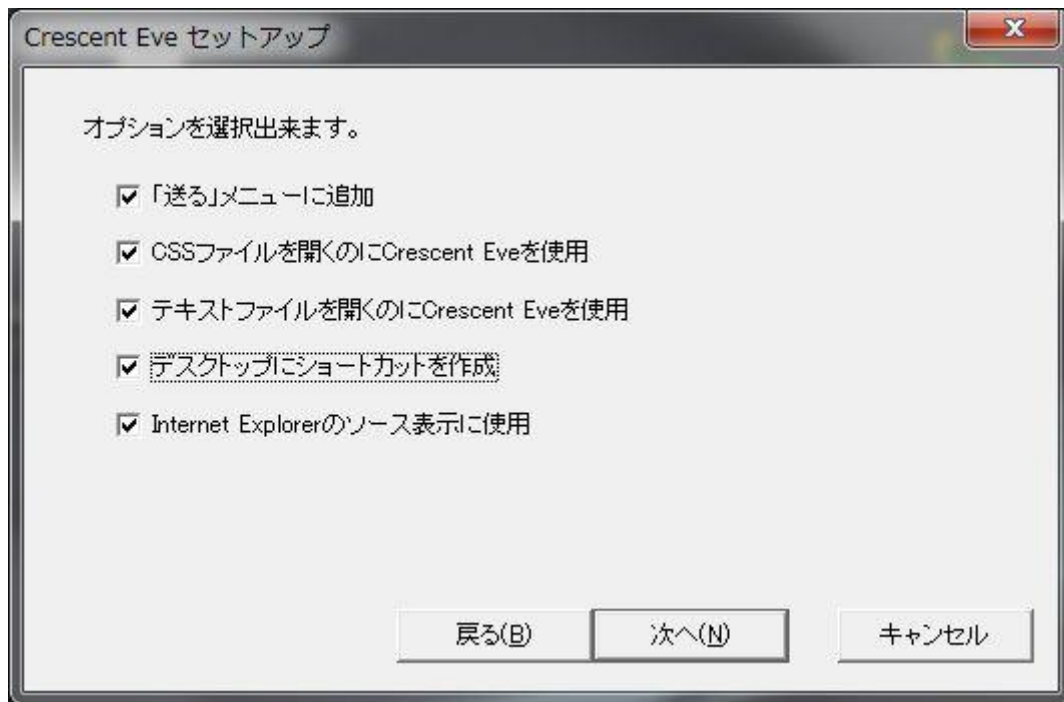 Crescent Eve セットアップ
オプションを選択出来ます。
「送る」メニューに追加
CSSファイルを開くのにCrescent Eveを使用
テキストファイルを開くのにCrescent Eveを使用
デスクトップにショートカットを作成
Internet Explorerのソース表示に使用
戻る(B) 次へ(N) キャンセル